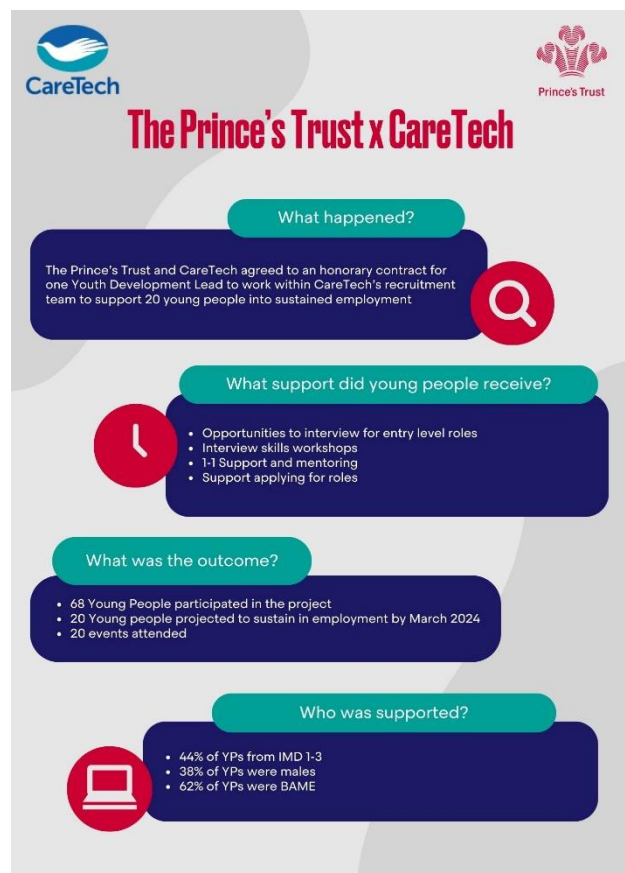 CareTech
Prince's Trust
The Prince's Trust x CareTech
What happened?
The Prince's Trust and CareTech agreed to an honorary contract for
one Youth Development Lead to work within CareTech's recruitment
team to support 20 young people into sustained employment
What support did young people receive?
• Opportunities to interview for entry level roles
• Interview skills workshops
• 1-1 Support and mentoring
• Support applying for roles
What was the outcome?
• 68 Young People participated in the project
• 20 Young people projected to sustain in employment by March 2024
• 20 events attended
Who was supported?
• 44% of YPs from IMD 1-3
• 38% of YPs were males
• 62% of YPs were BAME